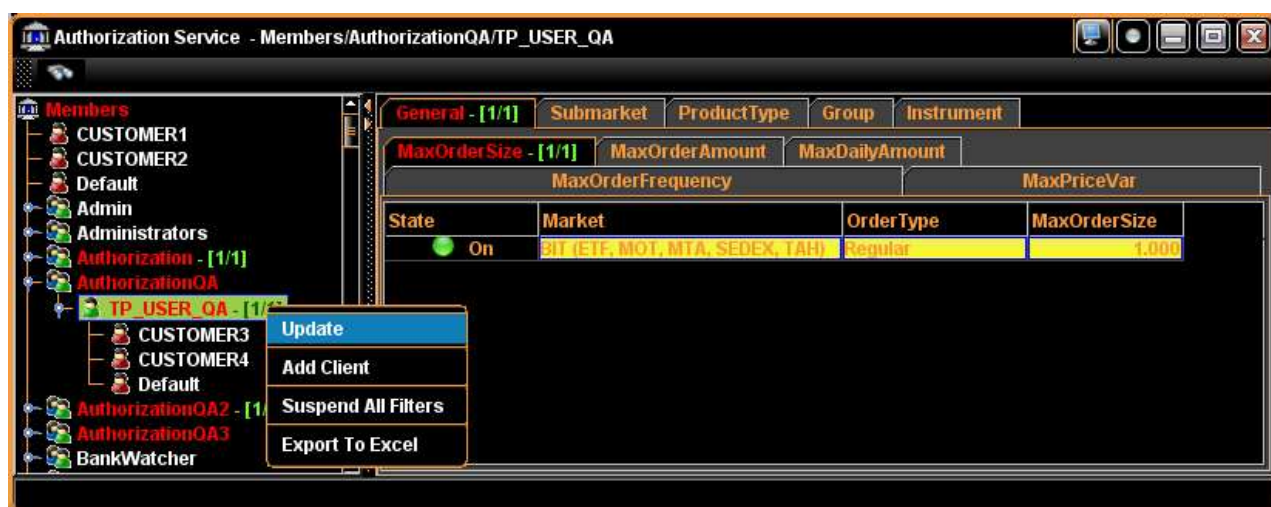 Authorization Service - Members/AuthorizationQA/TP_USER_QA
Members
CUSTOMER1
CUSTOMER2
Default
Admin
Administrators
Authorization - [1/1]
AuthorizationQA
TP_USER_QA - [1/1]
CUSTOMER3
CUSTOMER4
Default
AuthorizationQA2 - [1/
AuthorizationQA3
BankWatcher
Update
Add Client
Suspend All Filters
Export To Excel
General - [1/1] Submarket ProductType Group Instrument
MaxOrderSize - [1/1] MaxOrderAmount MaxDailyAmount
MaxOrderFrequency MaxPriceVar
State Market OrderType MaxOrderSize
On BIT (ETF, MOT, MTA, SEDEX, TAH) Regular 1.000